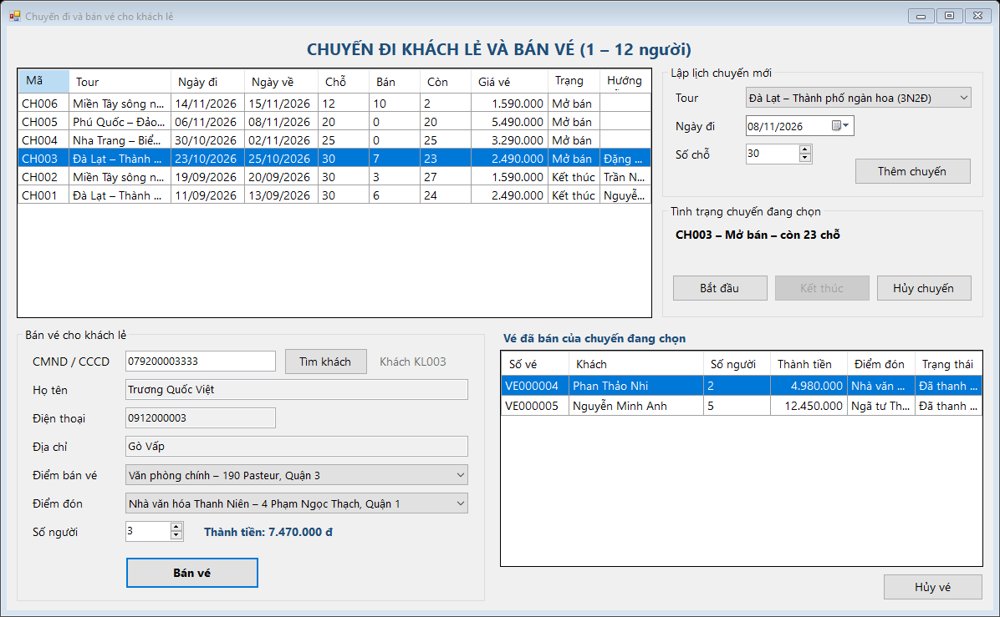 Chuyến đi và bán vé cho khách lẻ
CHUYẾN ĐI KHÁCH LẺ VÀ BÁN VÉ (1 – 12 người)
Mã Tour Ngày đi Ngày về Chỗ Bán Còn Giá vé Trạng Hướng
CH006 Miền Tây sông n... 14/11/2026 15/11/2026 12 10 2 1.590.000 Mở bán
CH005 Phú Quốc – Đảo... 06/11/2026 08/11/2026 20 0 20 5.490.000 Mở bán
CH004 Nha Trang – Biể... 30/10/2026 02/11/2026 25 0 25 3.290.000 Mở bán
CH003 Đà Lạt – Thành ... 23/10/2026 25/10/2026 30 7 23 2.490.000 Mở bán Đặng ...
CH002 Miền Tây sông n... 19/09/2026 20/09/2026 30 3 27 1.590.000 Kết thúc Trần N...
CH001 Đà Lạt – Thành ... 11/09/2026 13/09/2026 30 6 24 2.490.000 Kết thúc Nguyễ...
Lập lịch chuyến mới
Tour Đà Lạt – Thành phố ngàn hoa (3N2Đ)
Ngày đi 08/11/2026
Số chỗ 30
Thêm chuyến
Tình trạng chuyến đang chọn
CH003 – Mở bán – còn 23 chỗ
Bắt đầu Kết thúc Hủy chuyến
Bán vé cho khách lẻ
CMND / CCCD 079200003333 Tìm khách Khách KL003
Họ tên Trương Quốc Việt
Điện thoại 0912000003
Địa chỉ Gò Vấp
Điểm bán vé Văn phòng chính – 190 Pasteur, Quận 3
Điểm đón Nhà văn hóa Thanh Niên – 4 Phạm Ngọc Thạch, Quận 1
Số người 3 Thành tiền: 7.470.000 đ
Bán vé
Vé đã bán của chuyến đang chọn
Số vé Khách Số người Thành tiền Điểm đón Trạng thái
VE000004 Phan Thảo Nhi 2 4.980.000 Nhà văn ... Đã thanh ...
VE000005 Nguyễn Minh Anh 5 12.450.000 Ngã tư Th... Đã thanh ...
Hủy vé